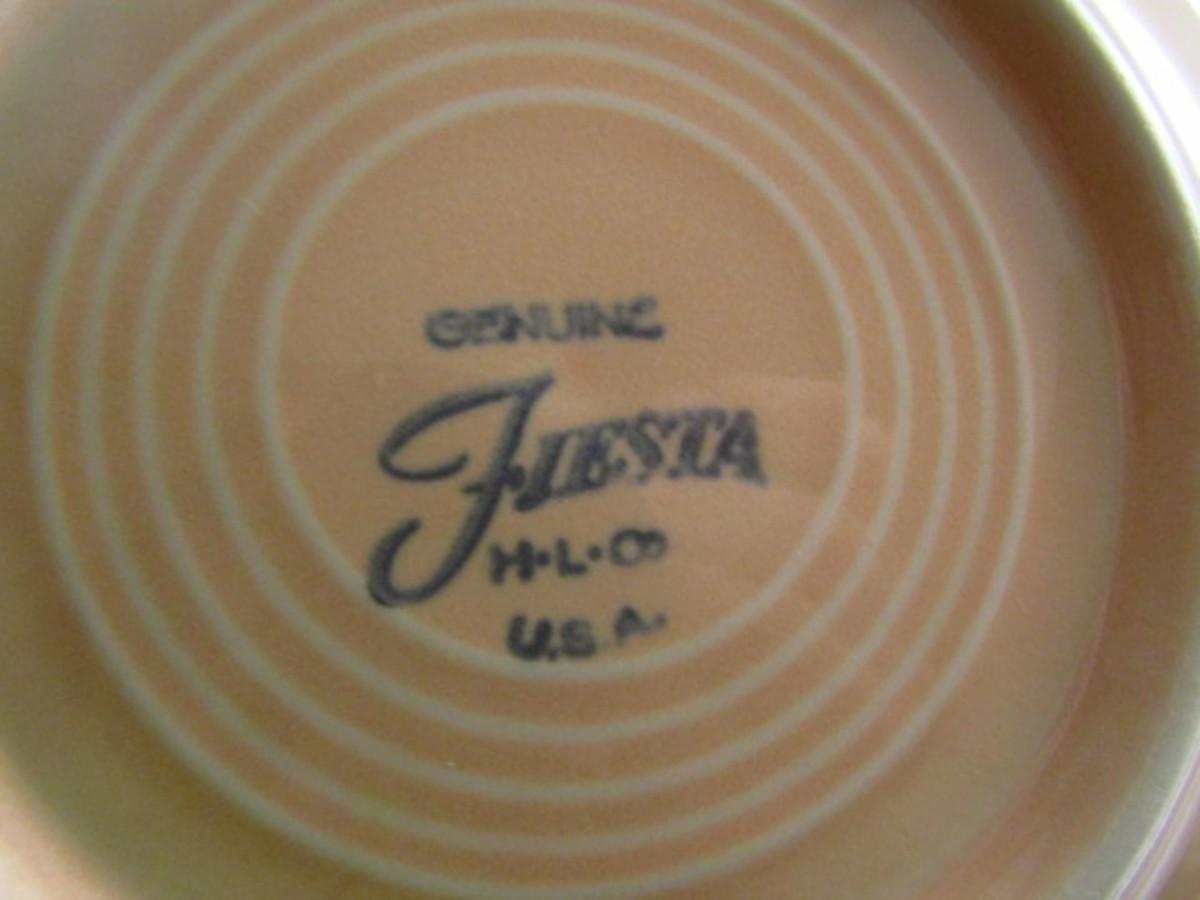 GENUINE
FIESTA
H·L·CO
U.S.A.